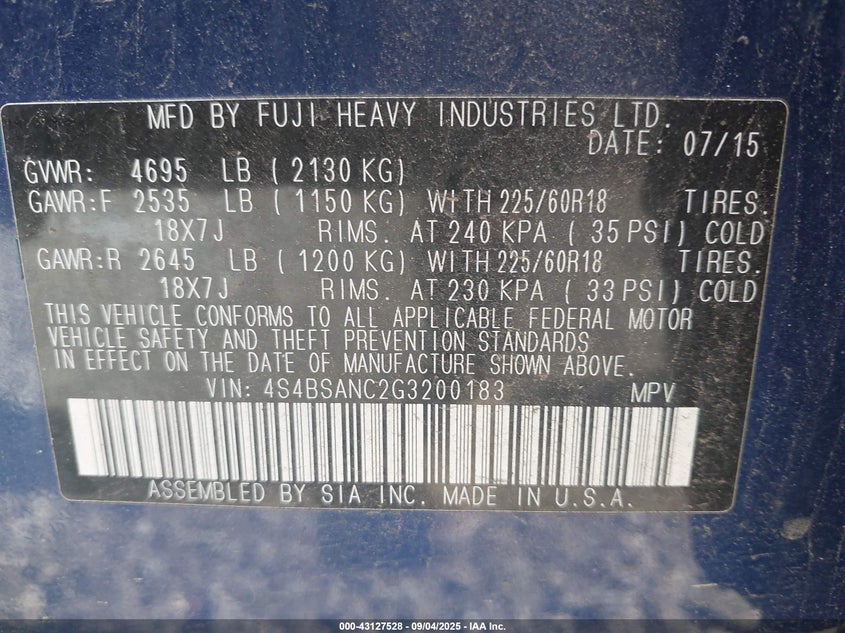 MFD BY FUJI HEAVY INDUSTRIES LTD.
DATE: 07/15
GVWR: 4695 LB ( 2130 KG)
GAWR:F 2535 LB ( 1150 KG) WITH 225/60R18 TIRES.
18X7J RIMS. AT 240 KPA ( 35 PSI) COLD
GAWR:R 2645 LB ( 1200 KG) WITH 225/60R18 TIRES.
18X7J RIMS. AT 230 KPA ( 33 PSI) COLD
THIS VEHICLE CONFORMS TO ALL APPLICABLE FEDERAL MOTOR
VEHICLE SAFETY AND THEFT PREVENTION STANDARDS
IN EFFECT ON THE DATE OF MANUFACTURE SHOWN ABOVE.
VIN: 4S4BSANC2G3200183 MPV
ASSEMBLED BY SIA INC. MADE IN U.S.A.
000-43127528 - 09/04/2025 - IAA Inc.